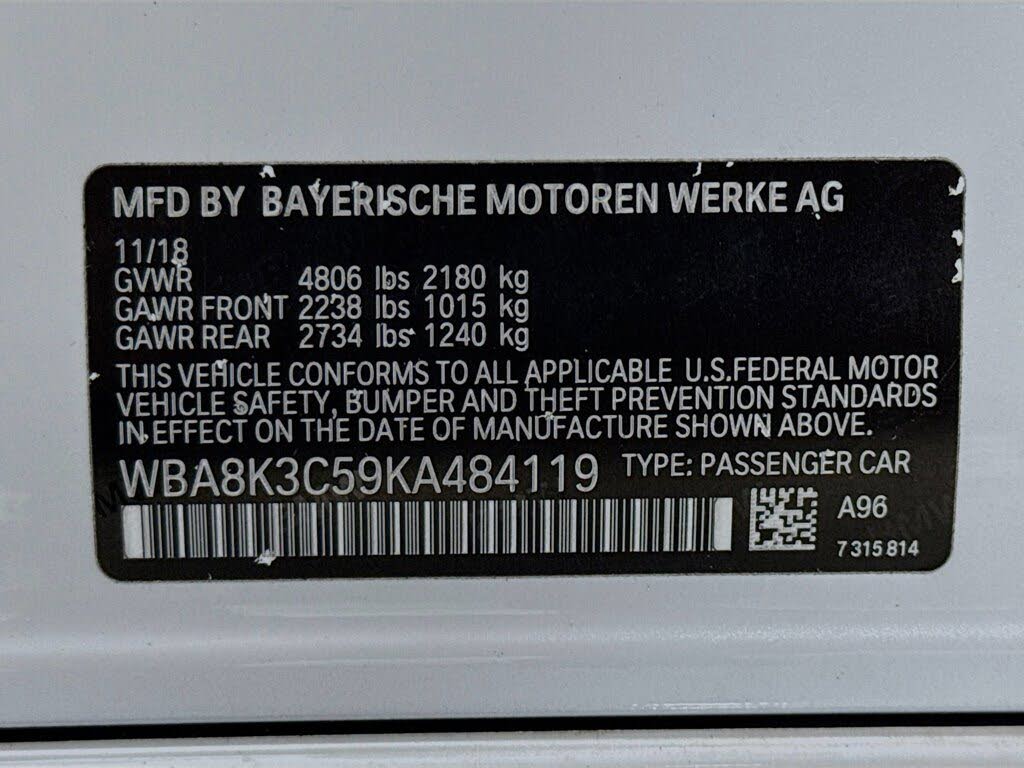 MFD BY BAYERISCHE MOTOREN WERKE AG
11/18
GVWR 4806 lbs 2180 kg
GAWR FRONT 2238 lbs 1015 kg
GAWR REAR 2734 lbs 1240 kg
THIS VEHICLE CONFORMS TO ALL APPLICABLE U.S.FEDERAL MOTOR
VEHICLE SAFETY, BUMPER AND THEFT PREVENTION STANDARDS
IN EFFECT ON THE DATE OF MANUFACTURE SHOWN ABOVE.
WBA8K3C59KA484119 TYPE: PASSENGER CAR
A96
7 315 814